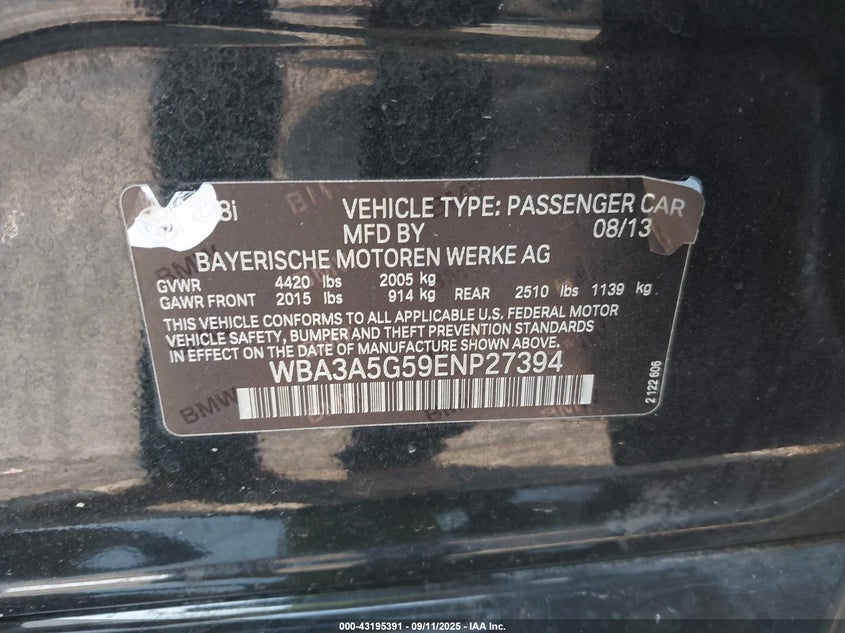 8i
VEHICLE TYPE: PASSENGER CAR
MFD BY 08/13
BAYERISCHE MOTOREN WERKE AG
GVWR 4420 lbs 2005 kg
GAWR FRONT 2015 lbs 914 kg REAR 2510 lbs 1139 kg
THIS VEHICLE CONFORMS TO ALL APPLICABLE U.S. FEDERAL MOTOR
VEHICLE SAFETY, BUMPER AND THEFT PREVENTION STANDARDS
IN EFFECT ON THE DATE OF MANUFACTURE SHOWN ABOVE.
WBA3A5G59ENP27394
2 122 606
BMW
BMW
000-43195391 - 09/11/2025 - IAA Inc.